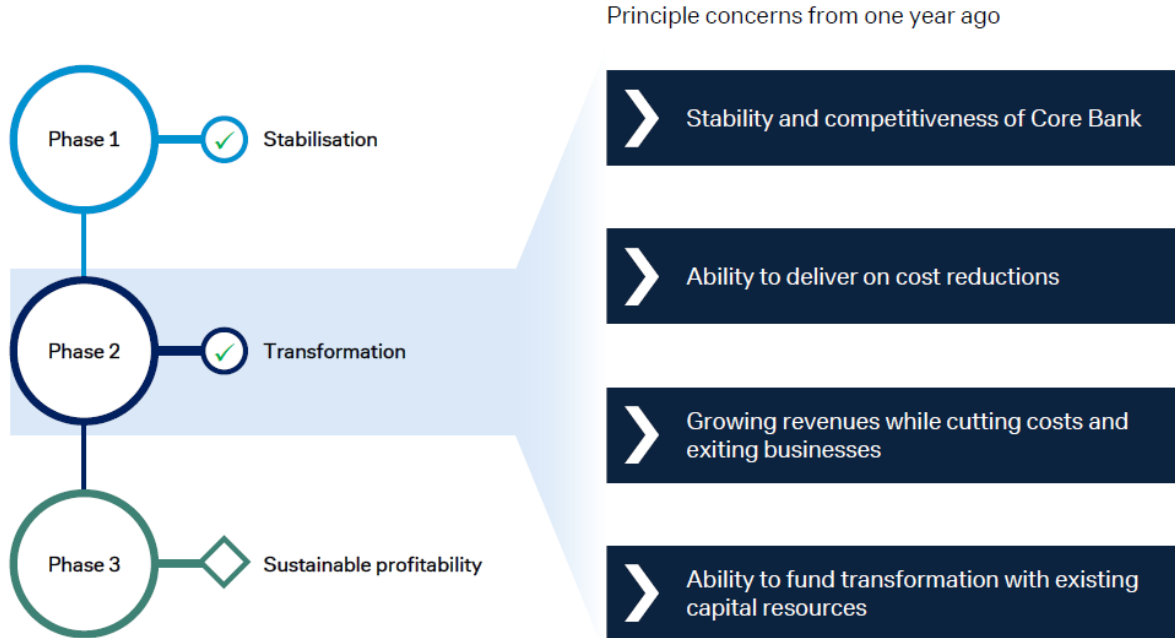 Principle concerns from one year ago
Phase 1
Stabilisation
Stability and competitiveness of Core Bank
Ability to deliver on cost reductions
Phase 2
Transformation
Growing revenues while cutting costs and
exiting businesses
Phase 3
Sustainable profitability
Ability to fund transformation with existing
capital resources